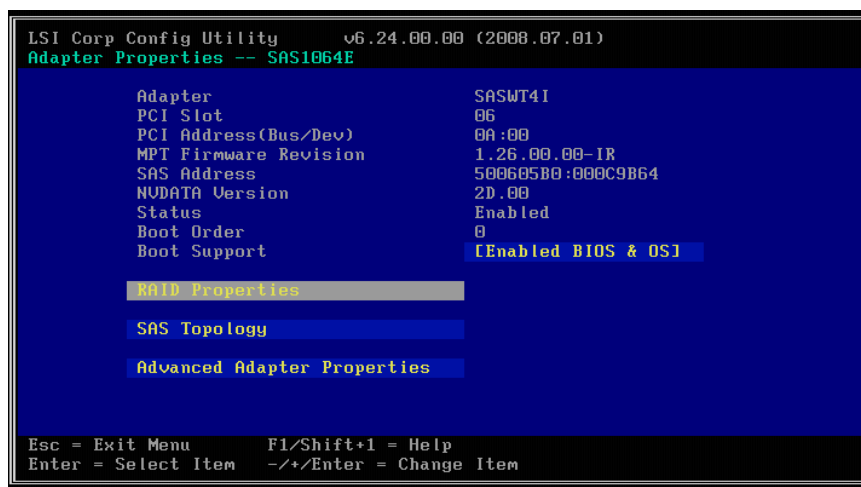 LSI Corp Config Utility v6.24.00.00 (2008.07.01)
Adapter Properties -- SAS1064E
Adapter SASWT4I
PCI Slot 06
PCI Address(Bus/Dev) 0A:00
MPT Firmware Revision 1.26.00.00-IR
SAS Address 500605B0:000C9B64
NVDATA Version 2D.00
Status Enabled
Boot Order 0
Boot Support [Enabled BIOS & OS]
RAID Properties
SAS Topology
Advanced Adapter Properties
Esc = Exit Menu F1/Shift+1 = Help
Enter = Select Item -/+/Enter = Change Item